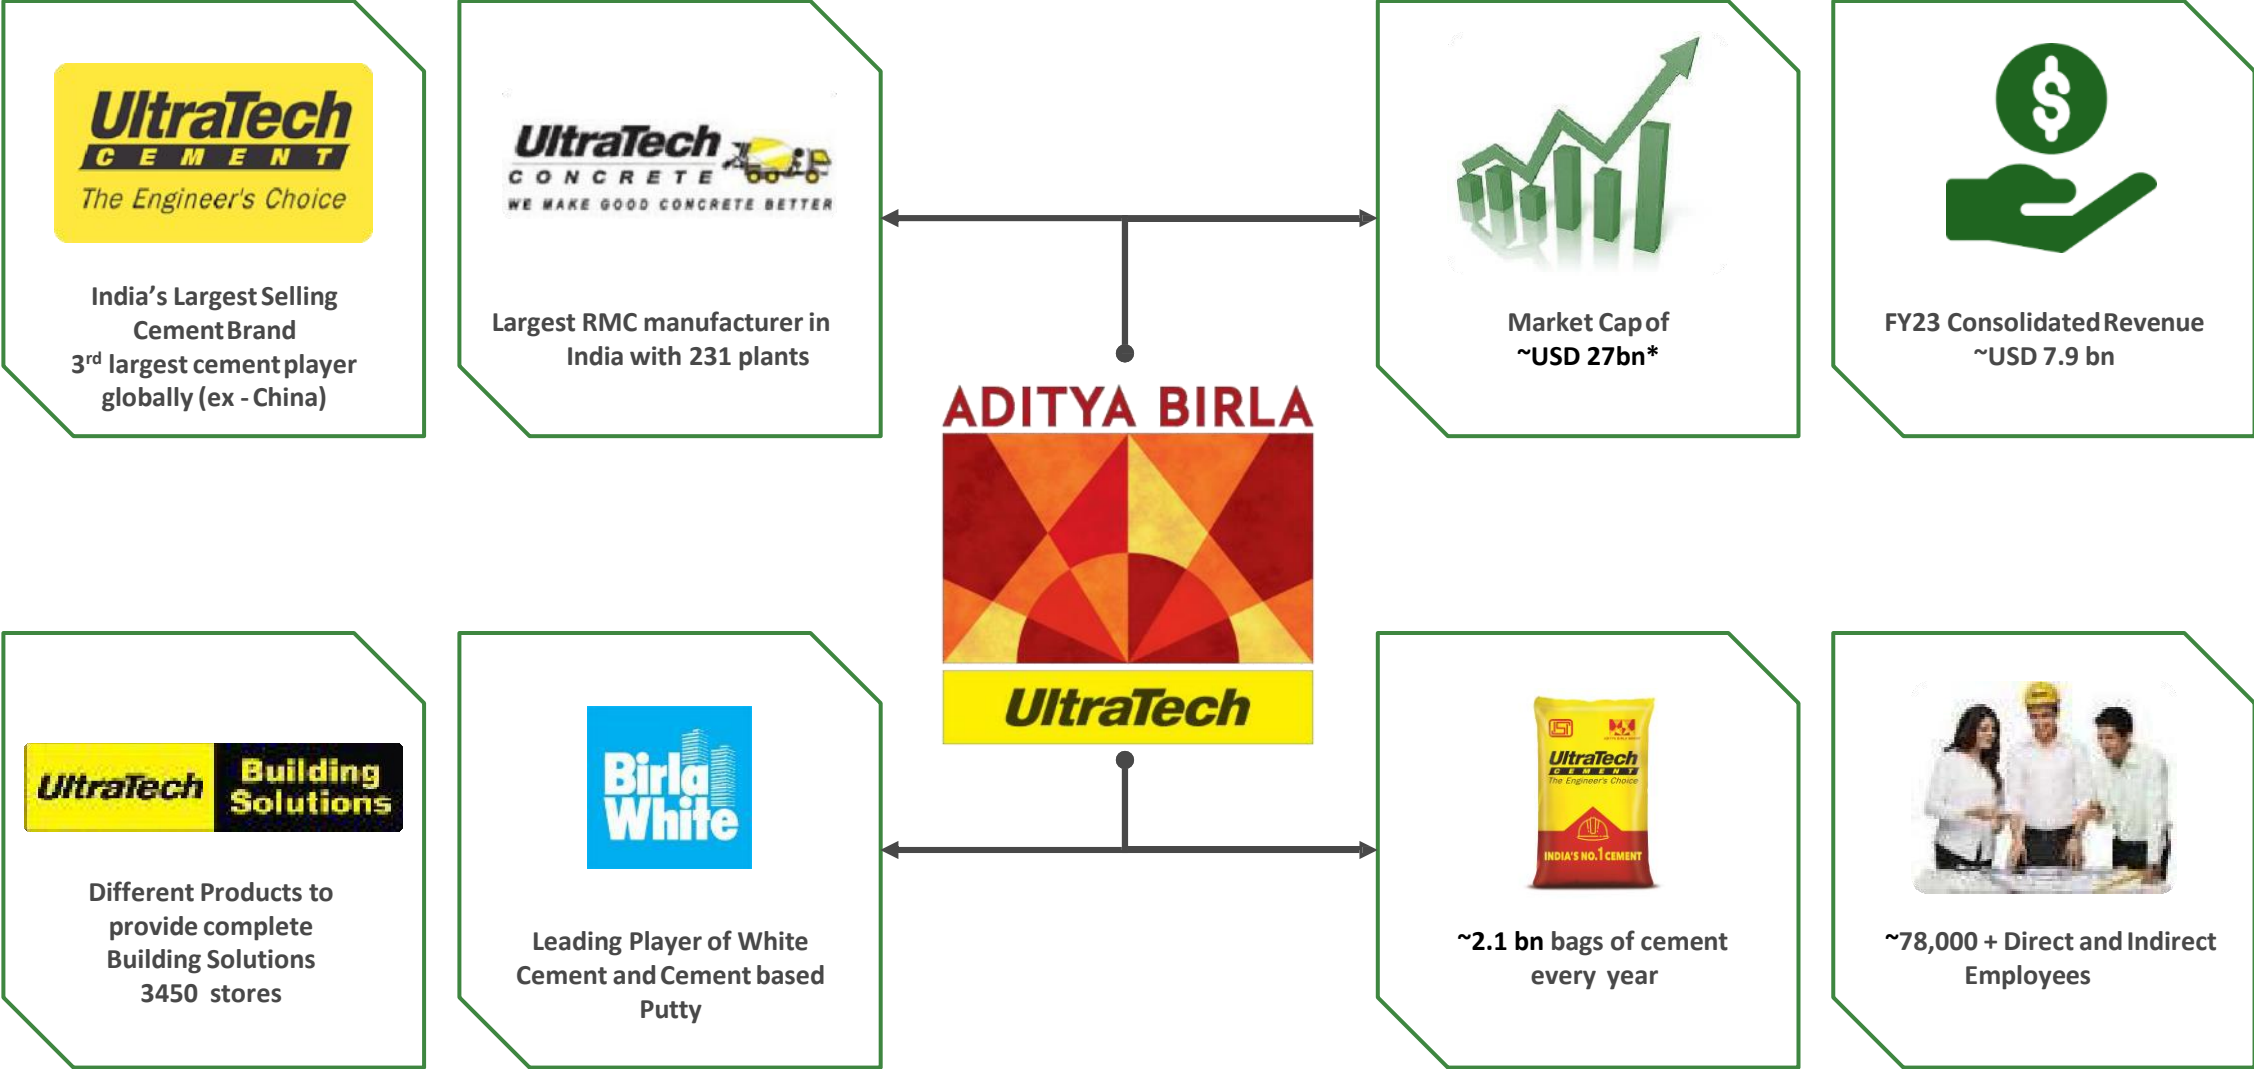 UltraTech
CEMENT
The Engineer's Choice
India's Largest Selling
Cement Brand
3rd largest cement player
globally (ex - China)
UltraTech
CONCRETE
WE MAKE GOOD CONCRETE BETTER
Largest RMC manufacturer in
India with 231 plants
Market Cap of
~USD 27bn*
FY23 Consolidated Revenue
~USD 7.9 bn
ADITYA BIRLA
UltraTech
UltraTech
Building
Solutions
Different Products to
provide complete
Building Solutions
3450 stores
Birla
White
Leading Player of White
Cement and Cement based
Putty
UltraTech
CEMENT
The Engineer's Choice
INDIA'S NO.1 CEMENT
~2.1 bn bags of cement
every year
~78,000 + Direct and Indirect
Employees